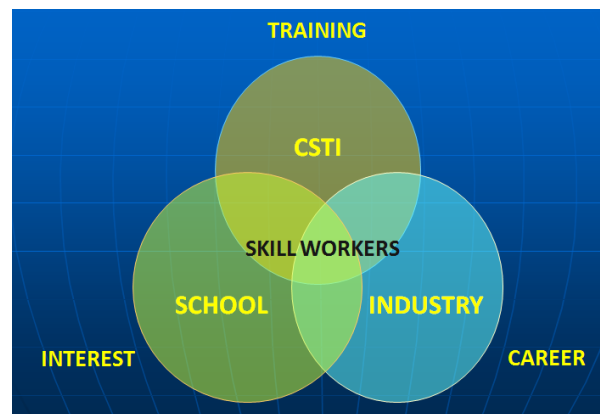 TRAINING
CSTI
SKILL WORKERS
SCHOOL
INDUSTRY
INTEREST
CAREER